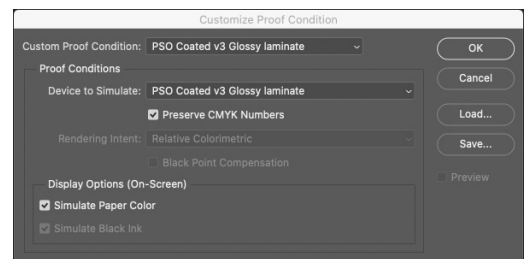 Customize Proof Condition
Custom Proof Condition: PSO Coated v3 Glossy laminate
OK
Proof Conditions
Cancel
Device to Simulate: PSO Coated v3 Glossy laminate
Preserve CMYK Numbers
Load...
Rendering Intent: Relative Colorimetric
Save...
Black Point Compensation
Preview
Display Options (On-Screen)
Simulate Paper Color
Simulate Black Ink